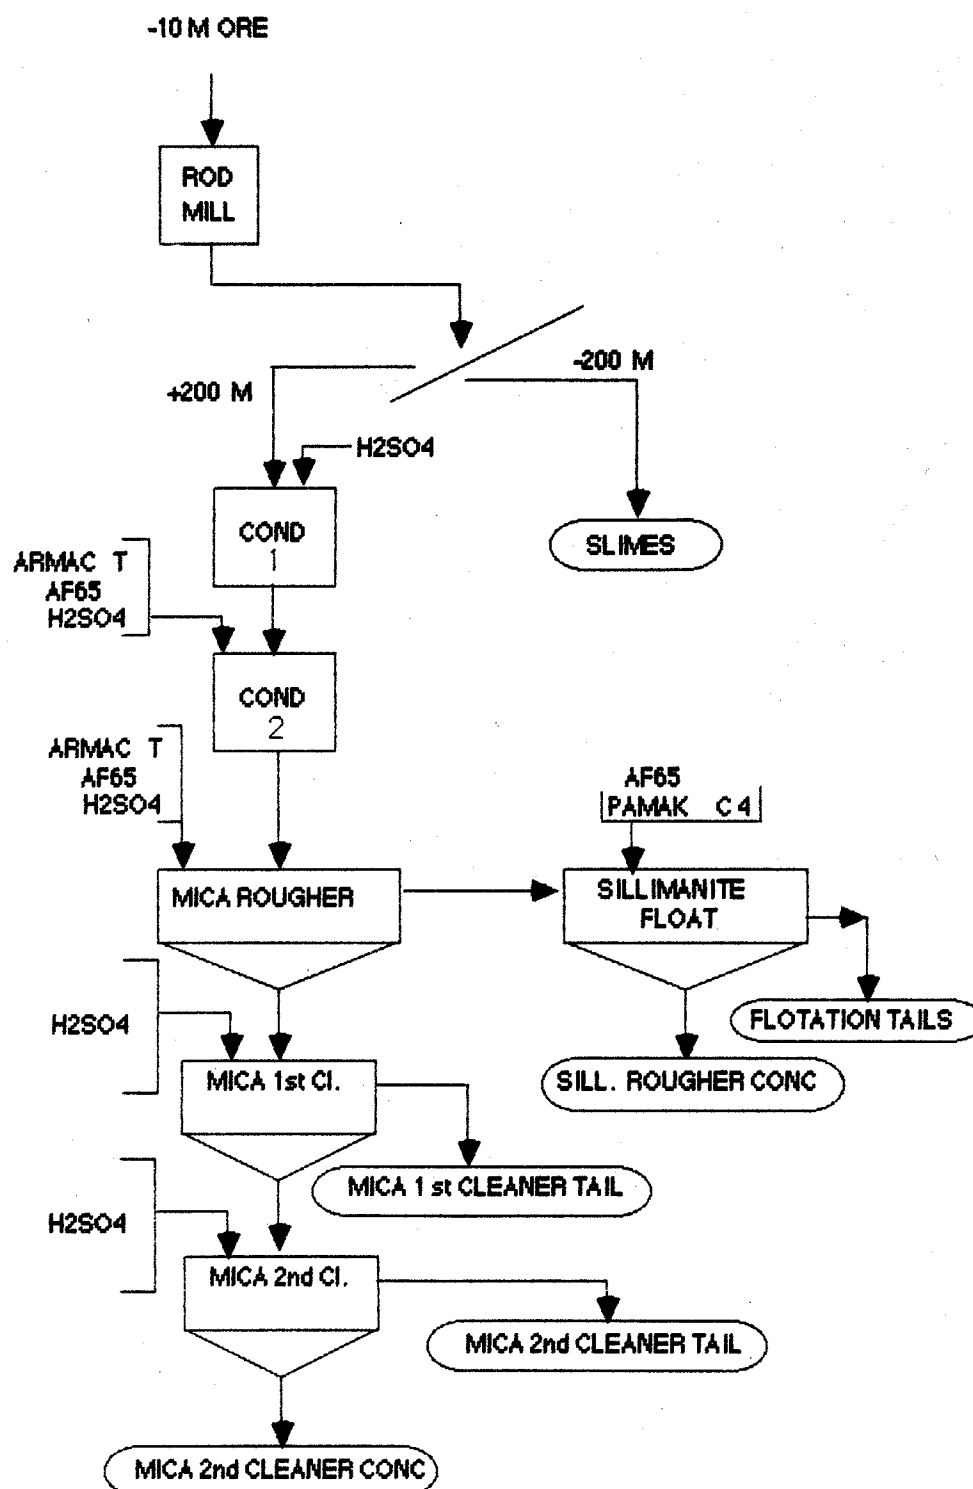 -10 M ORE
ROD
MILL
-200 M
+200 M
H2SO4
COND
1
SLIMES
ARMAC T
AF65
H2SO4
COND
2
ARMAC T
AF65
H2SO4
AF65
PAMAK C 4
MICA ROUGHER
SILLIMANITE
FLOAT
H2SO4
FLOTATION TAILS
MICA 1st Cl.
SILL. ROUGHER CONC
MICA 1 st CLEANER TAIL
H2SO4
MICA 2nd Cl.
MICA 2nd CLEANER TAIL
MICA 2nd CLEANER CONC